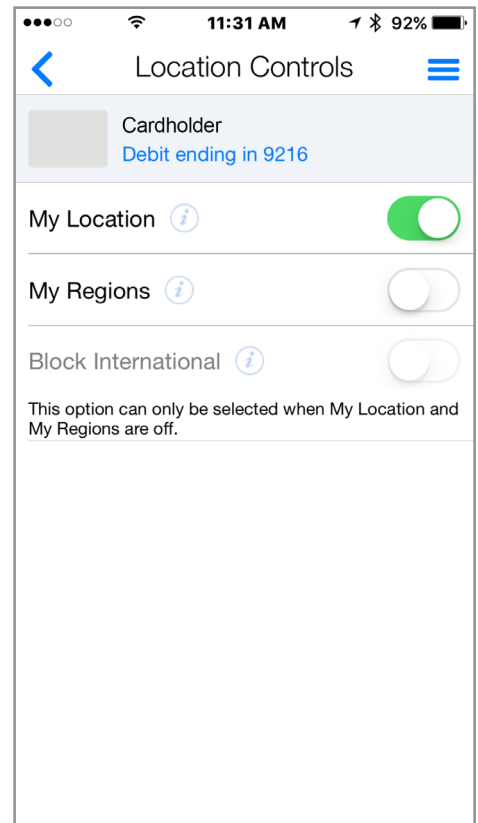 11:31 AM 92%
Location Controls
Cardholder
Debit ending in 9216
My Location i
My Regions i
Block International i
This option can only be selected when My Location and
My Regions are off.